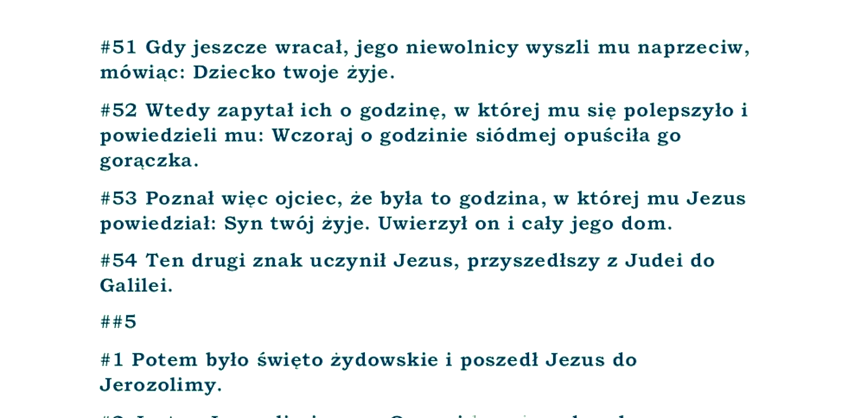 #51 Gdy jeszcze wracał, jego niewolnicy wyszli mu naprzeciw,
mówiąc: Dziecko twoje żyje.
#52 Wtedy zapytał ich o godzinę, w której mu się polepszyło i
powiedzieli mu: Wczoraj o godzinie siódmej opuściła go
gorączka.
#53 Poznał więc ojciec, że była to godzina, w której mu Jezus
powiedział: Syn twój żyje. Uwierzył on i cały jego dom.
#54 Ten drugi znak uczynił Jezus, przyszedłszy z Judei do
Galilei.
##5
#1 Potem było święto żydowskie i poszedł Jezus do
Jerozolimy.